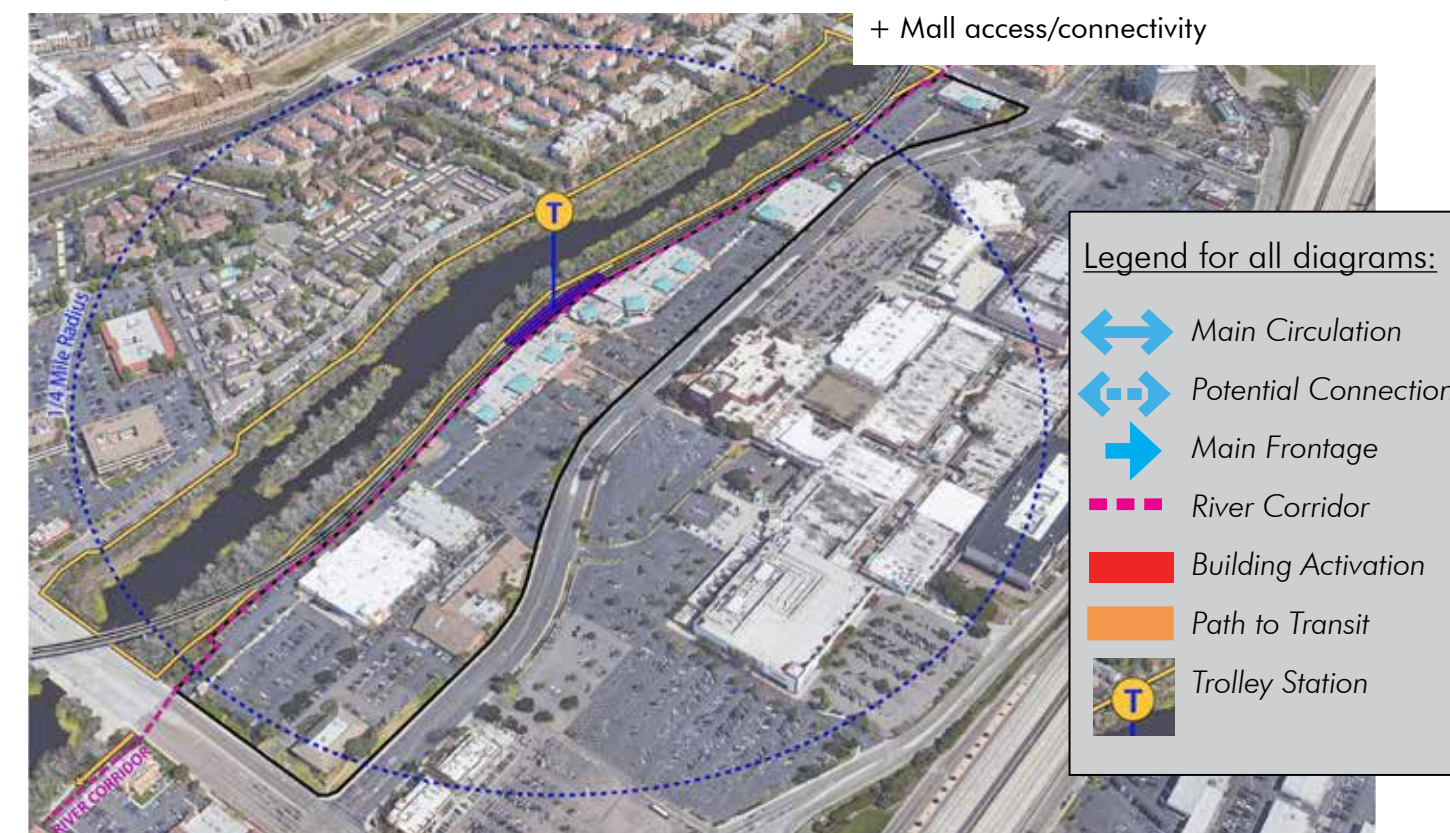 + Mall access/connectivity
T
1/4 Mile Radius
Legend for all diagrams:
Main Circulation
Potential Connection
Main Frontage
River Corridor
Building Activation
Path to Transit
T
Trolley Station
RIVER CORRIDOR